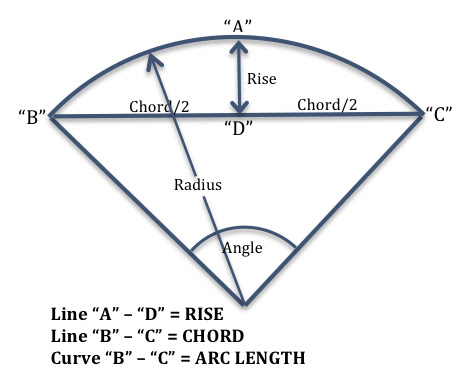 “A”
Rise
Chord/2 Chord/2
“B” “C”
“D”
Radius
Angle
Line “A” – “D” = RISE
Line “B” – “C” = CHORD
Curve “B” – “C” = ARC LENGTH